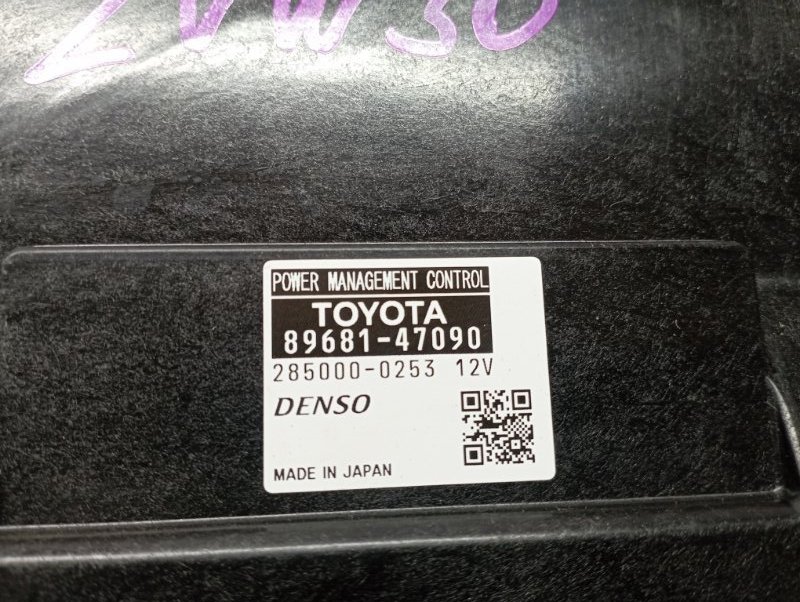 ZVW30
POWER MANAGEMENT CONTROL
TOYOTA
89681-47090
285000-0253 12V
DENSO
MADE IN JAPAN